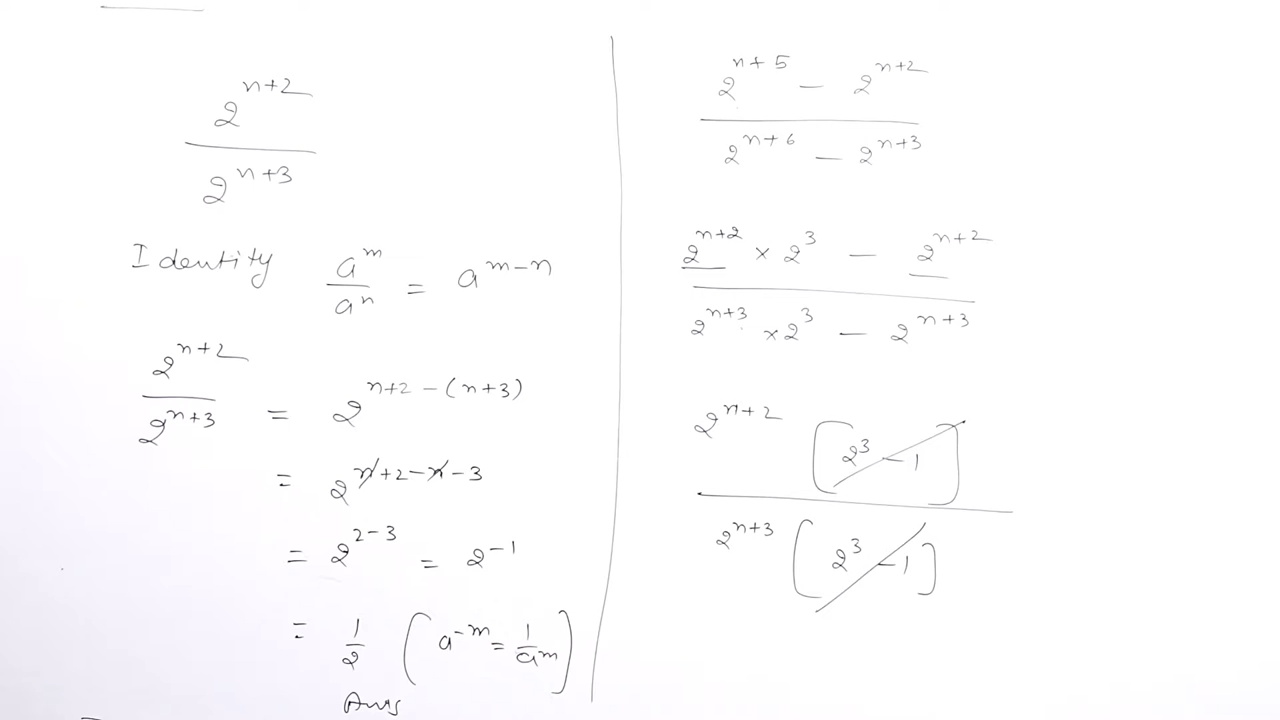 2^{n+5} - 2^{n+2}
2^{n+6} - 2^{n+3}
2^{n+2} × 2^3 - 2^{n+2}
2^{n+3} × 2^3 - 2^{n+3}
2^{n+2} [2^3 - 1]
2^{n+3} [2^3 - 1]
2^{n+2}
2^{n+3}
Identity a^m / a^n = a^{m-n}
2^{n+2} / 2^{n+3} = 2^{n+2-(n+3)}
= 2^{n+2-n-3}
= 2^{2-3} = 2^{-1}
= 1/2 (a^{-m} = 1/a^m)
Ans